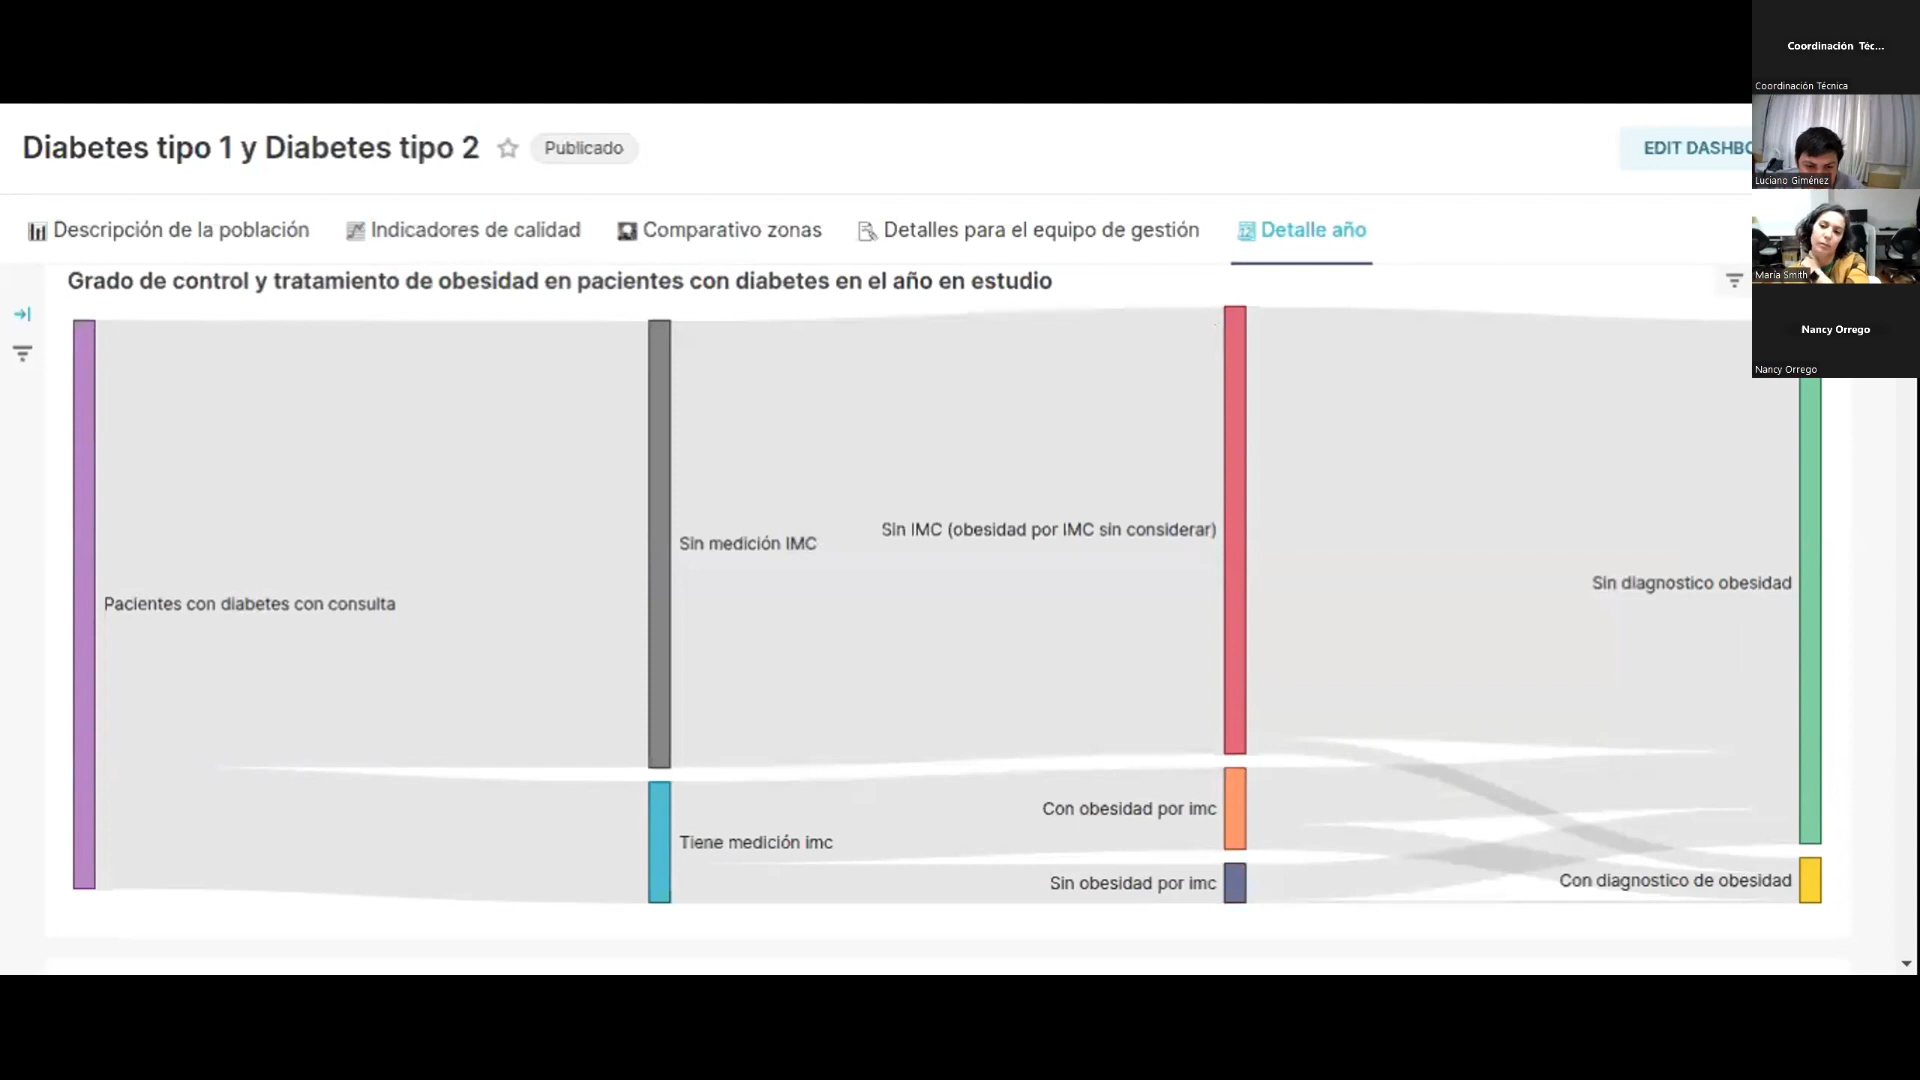 Coordinación Téc...
Coordinación Técnica
Luciano Giménez
María Smith
Nancy Orrego
Nancy Orrego
Diabetes tipo 1 y Diabetes tipo 2
Publicado
EDIT DASHBO
Descripción de la población
Indicadores de calidad
Comparativo zonas
Detalles para el equipo de gestión
Detalle año
Grado de control y tratamiento de obesidad en pacientes con diabetes en el año en estudio
Pacientes con diabetes con consulta
Sin medición IMC
Tiene medición imc
Sin IMC (obesidad por IMC sin considerar)
Con obesidad por imc
Sin obesidad por imc
Sin diagnostico obesidad
Con diagnostico de obesidad